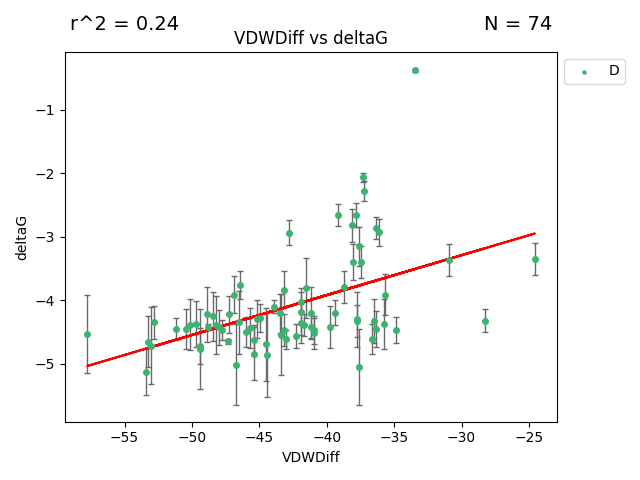 r^2 = 0.24
N = 74
VDWDiff vs deltaG
D
deltaG
−1
−2
−3
−4
−5
−55
−50
−45
−40
−35
−30
−25
VDWDiff